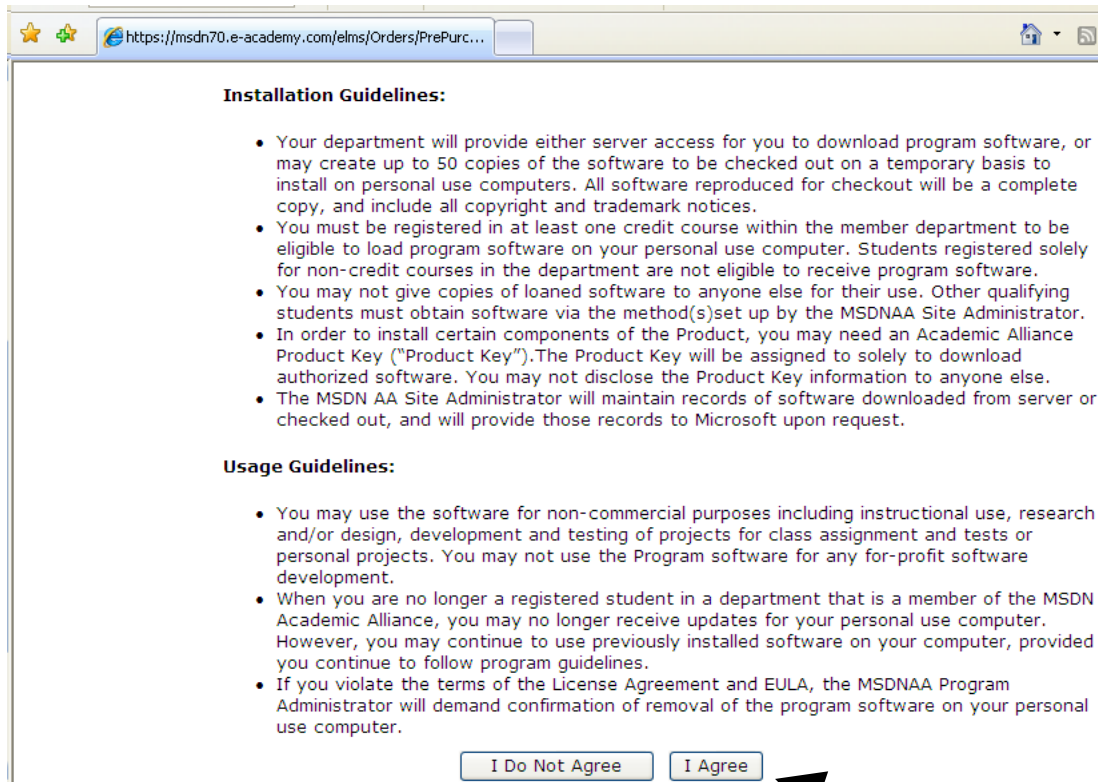 https://msdn70.e-academy.com/elms/Orders/PrePurc...
Installation Guidelines:
• Your department will provide either server access for you to download program software, or
may create up to 50 copies of the software to be checked out on a temporary basis to
install on personal use computers. All software reproduced for checkout will be a complete
copy, and include all copyright and trademark notices.
• You must be registered in at least one credit course within the member department to be
eligible to load program software on your personal use computer. Students registered solely
for non-credit courses in the department are not eligible to receive program software.
• You may not give copies of loaned software to anyone else for their use. Other qualifying
students must obtain software via the method(s)set up by the MSDNAA Site Administrator.
• In order to install certain components of the Product, you may need an Academic Alliance
Product Key (“Product Key”).The Product Key will be assigned to solely to download
authorized software. You may not disclose the Product Key information to anyone else.
• The MSDN AA Site Administrator will maintain records of software downloaded from server or
checked out, and will provide those records to Microsoft upon request.
Usage Guidelines:
• You may use the software for non-commercial purposes including instructional use, research
and/or design, development and testing of projects for class assignment and tests or
personal projects. You may not use the Program software for any for-profit software
development.
• When you are no longer a registered student in a department that is a member of the MSDN
Academic Alliance, you may no longer receive updates for your personal use computer.
However, you may continue to use previously installed software on your computer, provided
you continue to follow program guidelines.
• If you violate the terms of the License Agreement and EULA, the MSDNAA Program
Administrator will demand confirmation of removal of the program software on your personal
use computer.
I Do Not Agree I Agree